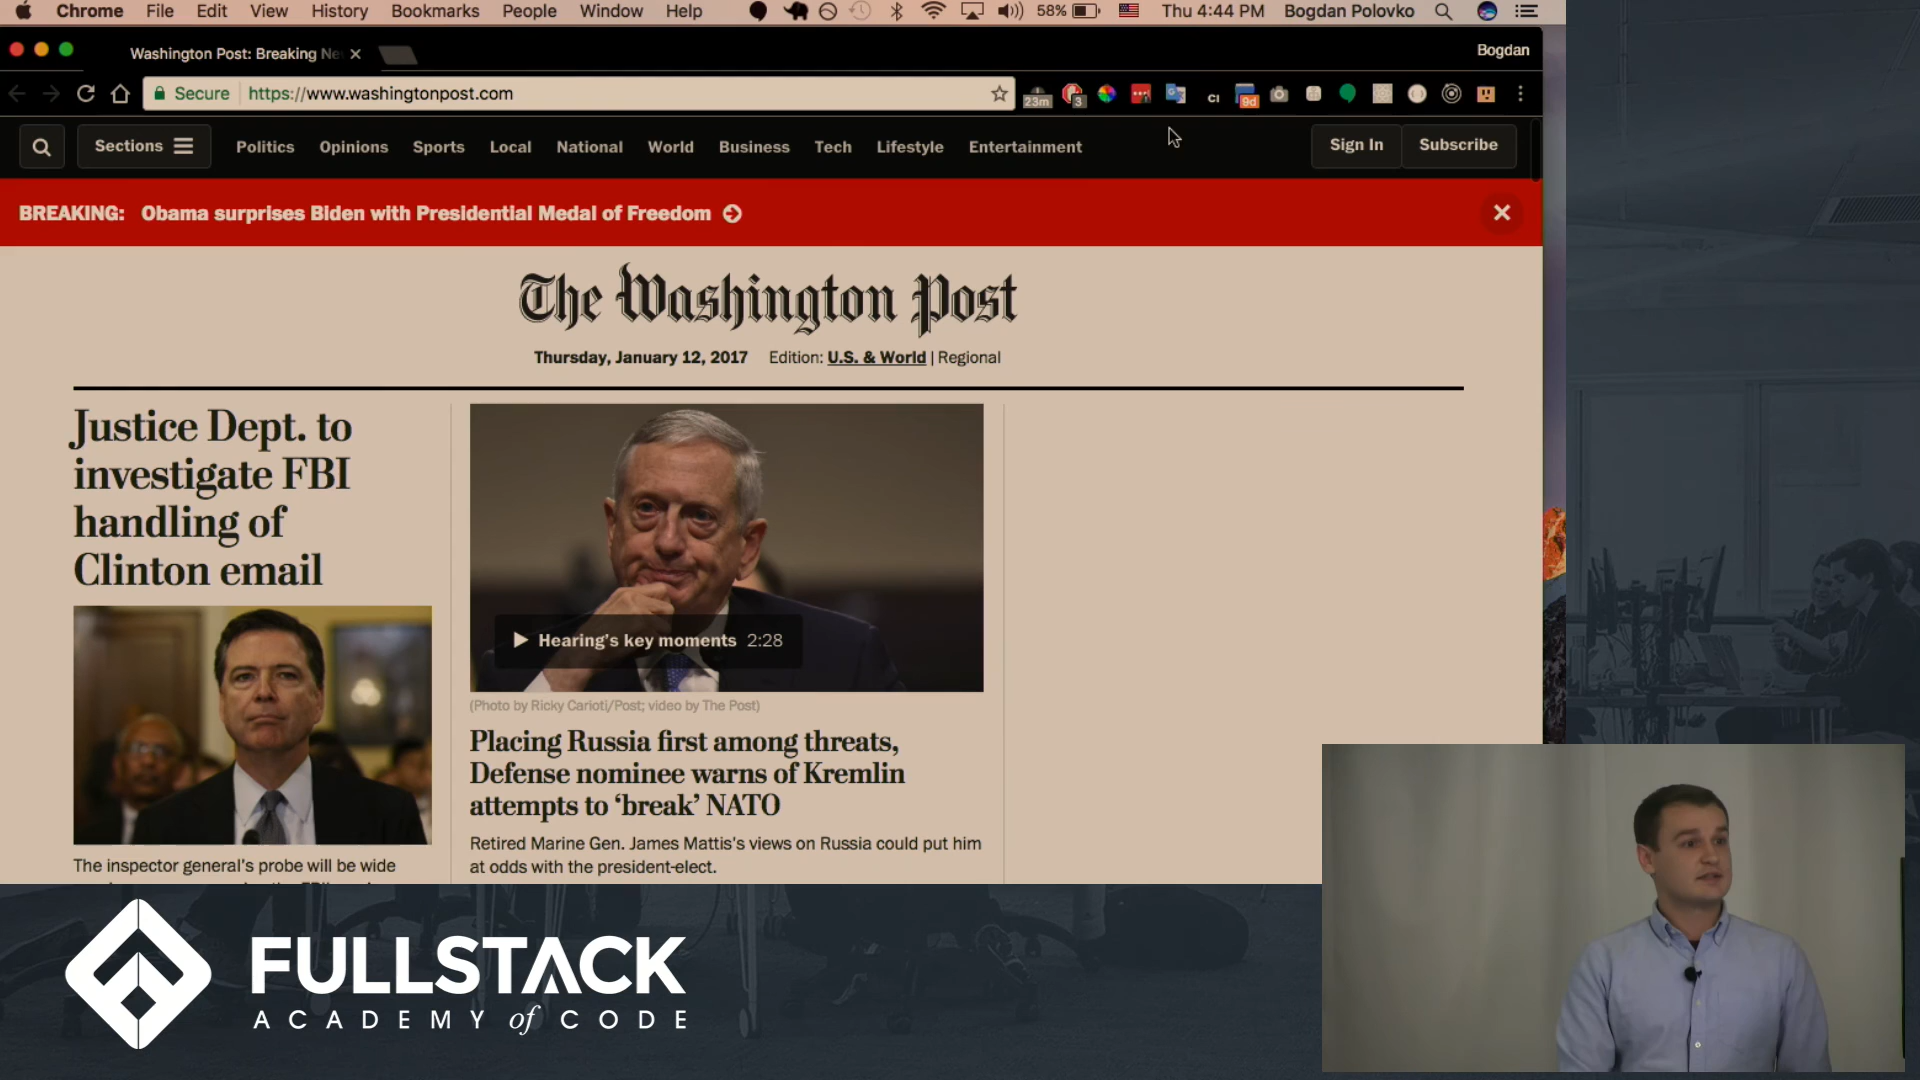 Chrome File Edit View History Bookmarks People Window Help 58% Thu 4:44 PM Bogdan Polovko
Washington Post: Breaking Ne
Bogdan
Secure https://www.washingtonpost.com
23m 3 CI 9d
Sections Politics Opinions Sports Local National World Business Tech Lifestyle Entertainment Sign In Subscribe
BREAKING: Obama surprises Biden with Presidential Medal of Freedom
The Washington Post
Thursday, January 12, 2017 Edition: U.S. & World | Regional
Justice Dept. to
investigate FBI
handling of
Clinton email
The inspector general's probe will be wide
Hearing's key moments 2:28
(Photo by Ricky Carioti/Post; video by The Post)
Placing Russia first among threats,
Defense nominee warns of Kremlin
attempts to ‘break’ NATO
Retired Marine Gen. James Mattis's views on Russia could put him
at odds with the president-elect.
FULLSTACK
ACADEMY of CODE